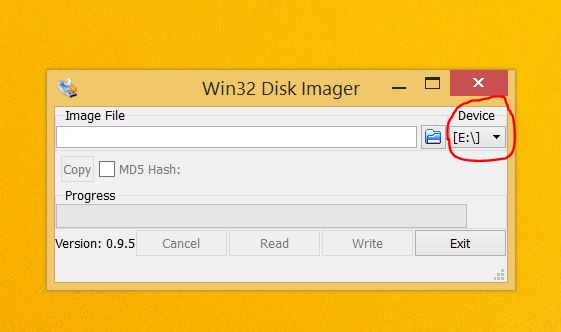 Win32 Disk Imager
Image File
Device
[E:\]
Copy
MD5 Hash:
Progress
Version: 0.9.5
Cancel
Read
Write
Exit